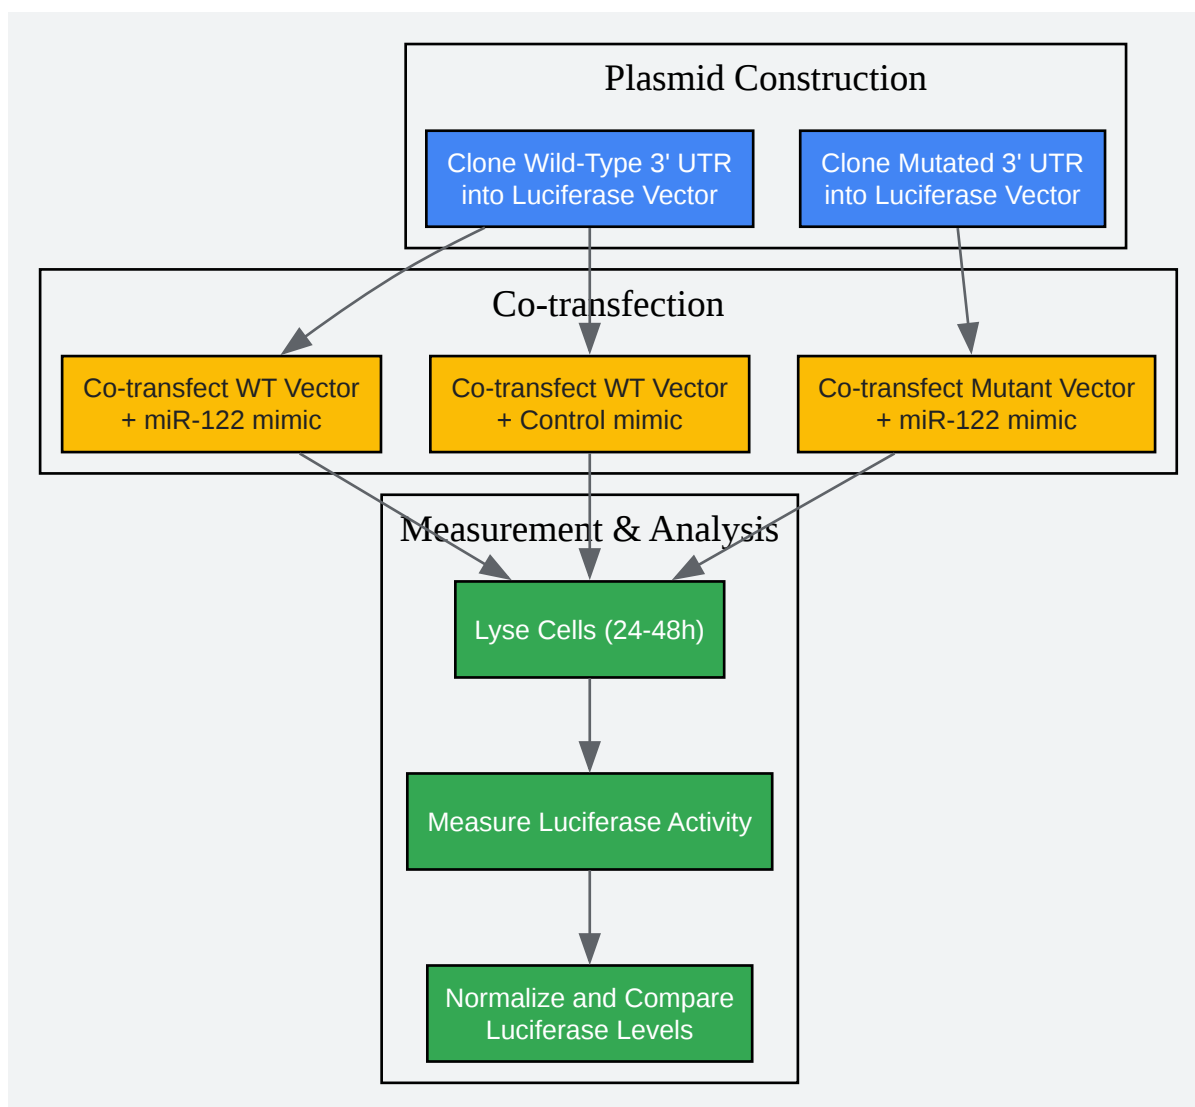 Plasmid Construction
Clone Wild-Type 3' UTR
into Luciferase Vector
Clone Mutated 3' UTR
into Luciferase Vector
Co-transfection
Co-transfect WT Vector
+ miR-122 mimic
Co-transfect WT Vector
+ Control mimic
Co-transfect Mutant Vector
+ miR-122 mimic
Measurement & Analysis
Lyse Cells (24-48h)
Measure Luciferase Activity
Normalize and Compare
Luciferase Levels